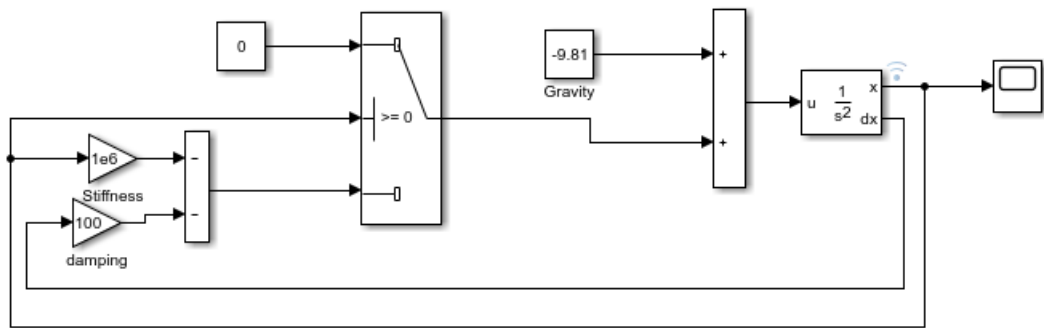 0
>= 0
1e6
Stiffness
-
-
100
damping
-9.81
Gravity
+
+
u
1
s2
x
dx